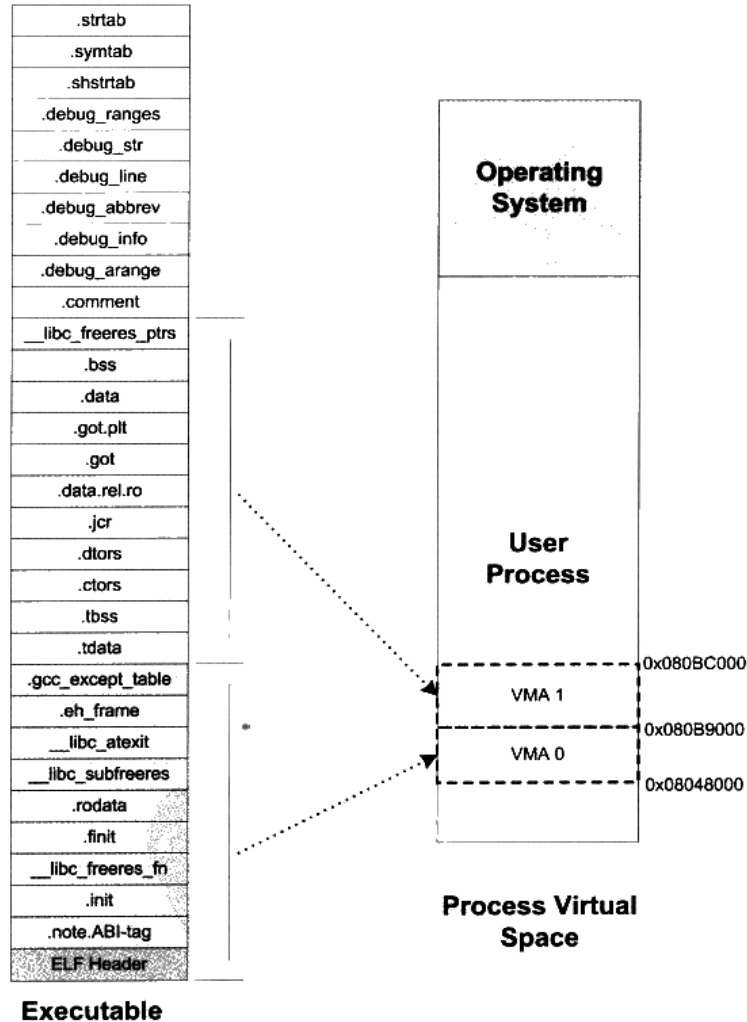 .strtab
.symtab
.shstrtab
.debug_ranges
.debug_str
.debug_line
.debug_abbrev
.debug_info
.debug_arange
.comment
__libc_freeres_ptrs
.bss
.data
.got.plt
.got
.data.rel.ro
.jcr
.dtors
.ctors
.tbss
.tdata
.gcc_except_table
.eh_frame
__libc_atexit
__libc_subfreeres
.rodata
.finit
__libc_freeres_fn
.init
.note.ABI-tag
ELF Header
Executable
Operating
System
User
Process
0x080BC000
VMA 1
0x080B9000
VMA 0
0x08048000
Process Virtual
Space